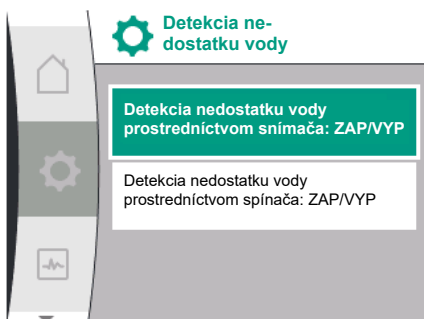 Detekcia ne-
dostatku vody
Detekcia nedostatku vody
prostredníctvom snímača: ZAP/VYP
Detekcia nedostatku vody
prostredníctvom spínača: ZAP/VYP